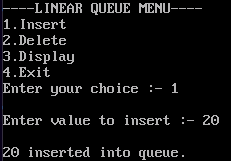 ----LINEAR QUEUE MENU----
1.Insert
2.Delete
3.Display
4.Exit
Enter your choice :- 1
Enter value to insert :- 20
20 inserted into queue.